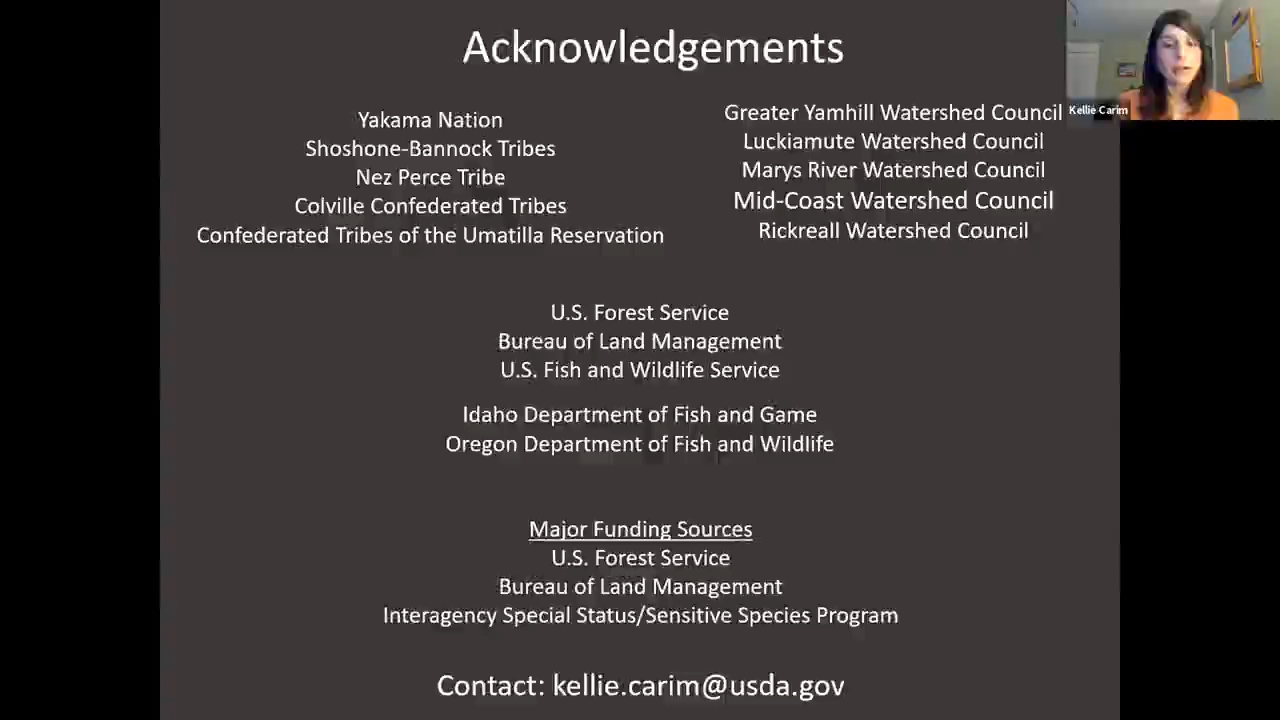 Acknowledgements
Yakama Nation
Shoshone-Bannock Tribes
Nez Perce Tribe
Colville Confederated Tribes
Confederated Tribes of the Umatilla Reservation
Greater Yamhill Watershed Council
Luckiamute Watershed Council
Marys River Watershed Council
Mid-Coast Watershed Council
Rickreall Watershed Council
Kellie Carim
U.S. Forest Service
Bureau of Land Management
U.S. Fish and Wildlife Service
Idaho Department of Fish and Game
Oregon Department of Fish and Wildlife
Major Funding Sources
U.S. Forest Service
Bureau of Land Management
Interagency Special Status/Sensitive Species Program
Contact: kellie.carim@usda.gov